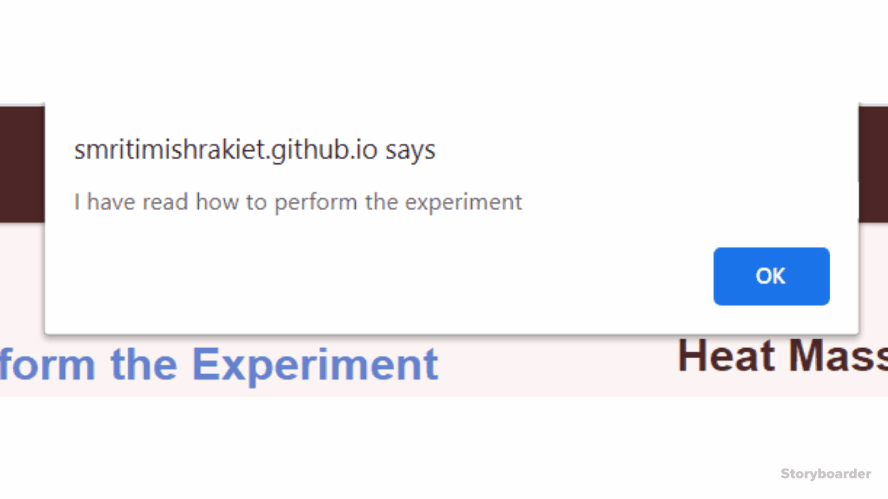 smritimishrakiet.github.io says
I have read how to perform the experiment
OK
form the Experiment
Heat Mass
Storyboarder